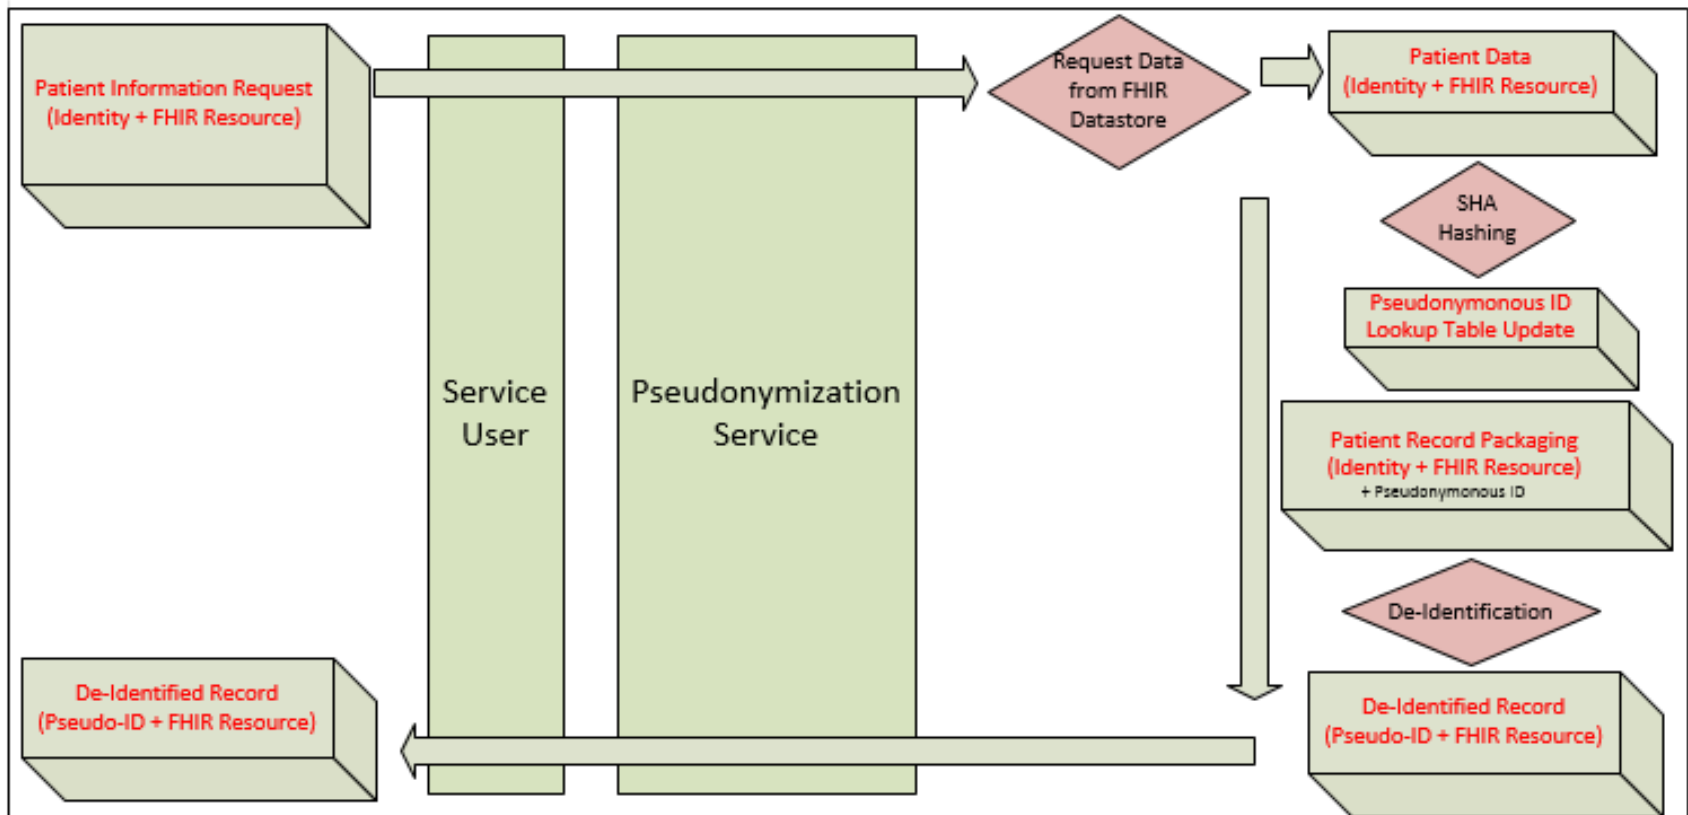 Patient Information Request
(Identity + FHIR Resource)
Request Data
from FHIR
Datastore
Patient Data
(Identity + FHIR Resource)
SHA
Hashing
Pseudonymonous ID
Lookup Table Update
Service
User
Pseudonymization
Service
Patient Record Packaging
(Identity + FHIR Resource)
+ Pseudonymonous ID
De-Identification
De-Identified Record
(Pseudo-ID + FHIR Resource)
De-Identified Record
(Pseudo-ID + FHIR Resource)